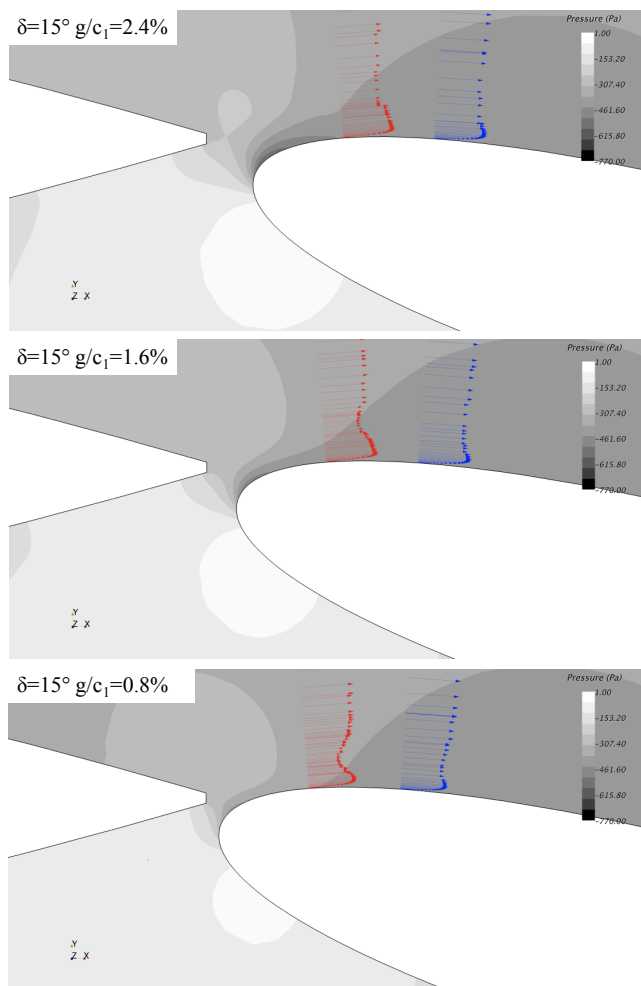 δ=15° g/c₁=2.4%
Pressure (Pa)
1.00
-153.20
-307.40
-461.60
-615.80
-770.00
Y
Z X
δ=15° g/c₁=1.6%
Pressure (Pa)
1.00
-153.20
-307.40
-461.60
-615.80
-770.00
Y
Z X
δ=15° g/c₁=0.8%
Pressure (Pa)
1.00
-153.20
-307.40
-461.60
-615.80
-770.00
Y
Z X